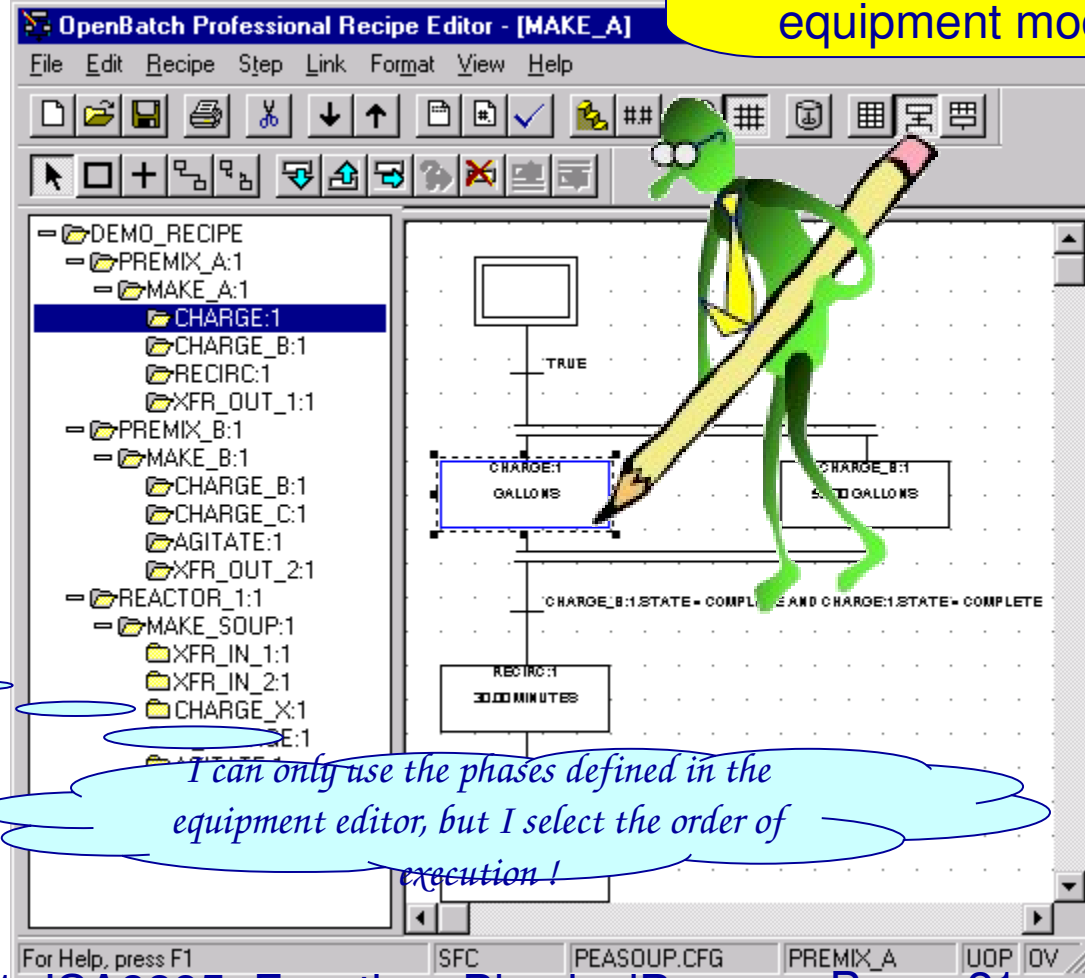 equipment mo
OpenBatch Professional Recipe Editor - [MAKE_A]
File Edit Recipe Step Link Format View Help
##
DEMO_RECIPE
PREMIX_A:1
MAKE_A:1
CHARGE:1
CHARGE_B:1
RECIRC:1
XFR_OUT_1:1
PREMIX_B:1
MAKE_B:1
CHARGE_B:1
CHARGE_C:1
AGITATE:1
XFR_OUT_2:1
REACTOR_1:1
MAKE_SOUP:1
XFR_IN_1:1
XFR_IN_2:1
CHARGE_X:1
TRUE
CHARGE:1
GALLONS
CHARGE_B:1
GALLONS
CHARGE_B:1.STATE = COMPL AND CHARGE:1.STATE = COMPLETE
RECIRC:1
30.00 MINUTES
I can only use the phases defined in the
equipment editor, but I select the order of
execution !
For Help, press F1 SFC PEASOUP.CFG PREMIX_A UOP OV